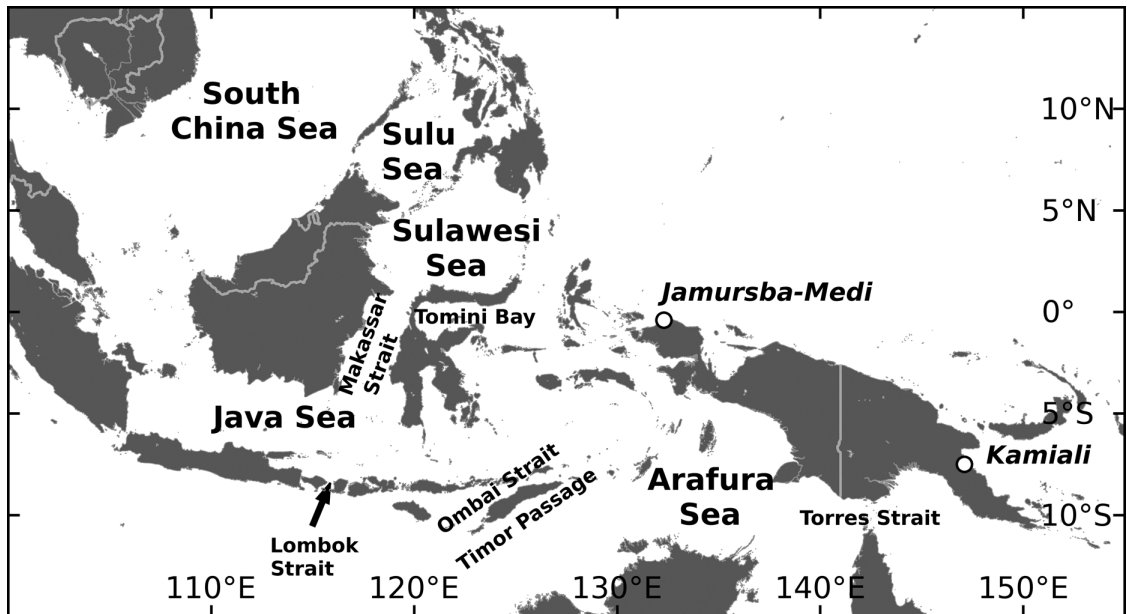 South
China Sea
10°N
Sulu
Sea
5°N
Sulawesi
Sea
Jamursba-Medi
0°
Tomini Bay
Makassar
Strait
Java Sea
5°S
Kamiali
Ombai Strait
Arafura
Sea
Timor Passage
Torres Strait
10°S
Lombok
Strait
110°E
120°E
130°E
140°E
150°E